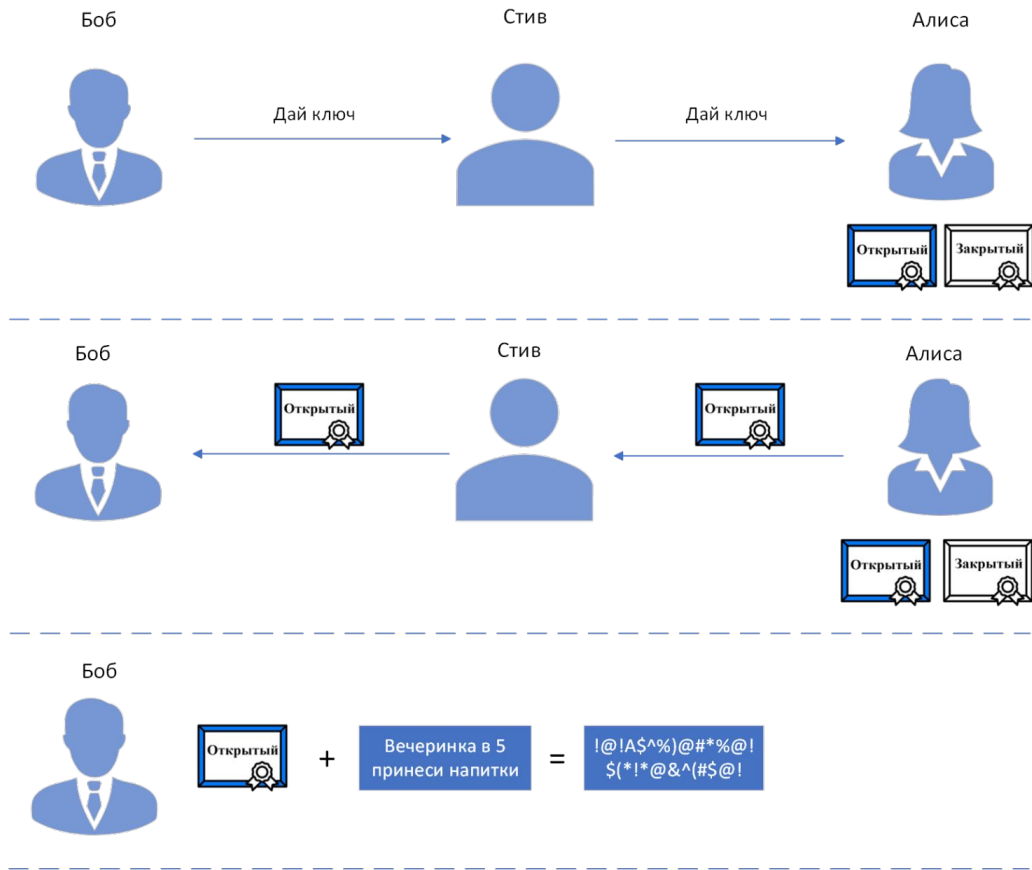 Боб
Стив
Алиса
Дай ключ
Дай ключ
Открытый
Закрытый
Боб
Стив
Алиса
Открытый
Открытый
Открытый
Закрытый
Боб
Открытый
+
Вечеринка в 5
принеси напитки
=
!@!A$^%)@#*%@!
$(*!*@&^(#$@!